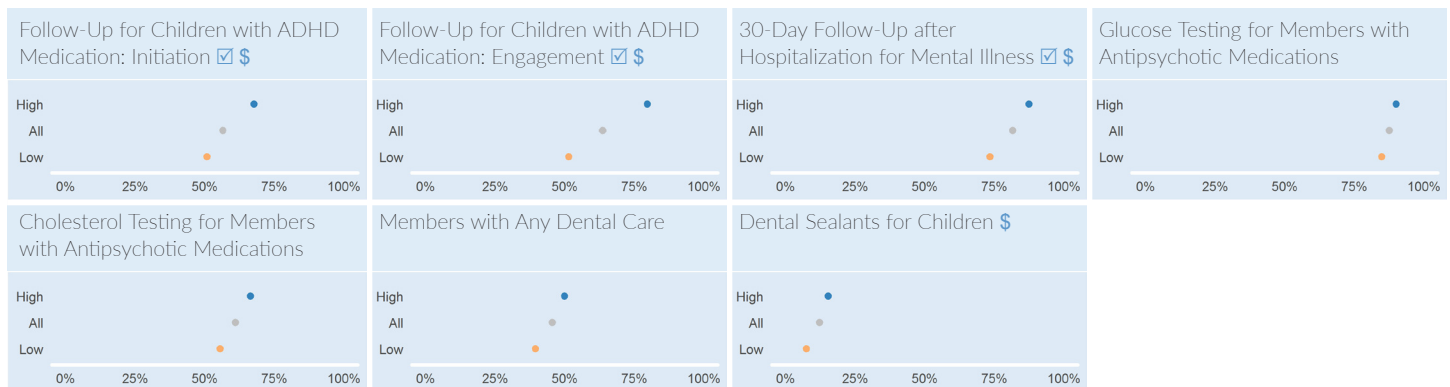 Follow-Up for Children with ADHD
Medication: Initiation ☑ $
High
All
Low
0% 25% 50% 75% 100%
Follow-Up for Children with ADHD
Medication: Engagement ☑ $
High
All
Low
0% 25% 50% 75% 100%
30-Day Follow-Up after
Hospitalization for Mental Illness ☑ $
High
All
Low
0% 25% 50% 75% 100%
Glucose Testing for Members with
Antipsychotic Medications
High
All
Low
0% 25% 50% 75% 100%
Cholesterol Testing for Members
with Antipsychotic Medications
High
All
Low
0% 25% 50% 75% 100%
Members with Any Dental Care
High
All
Low
0% 25% 50% 75% 100%
Dental Sealants for Children $
High
All
Low
0% 25% 50% 75% 100%